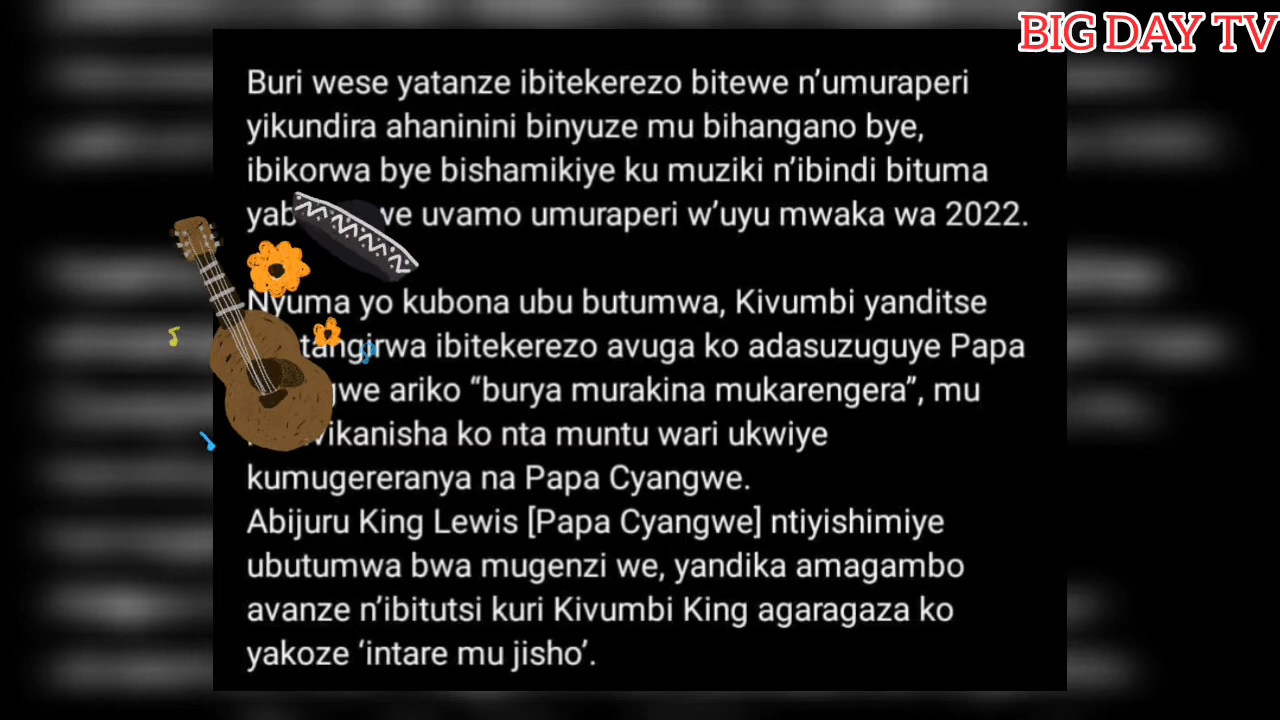 BIG DAY TV
Buri wese yatanze ibitekerezo bitewe n’umuraperi
yikundira ahaninini binyuze mu bihangano bye,
ibikorwa bye bishamikiye ku muziki n’ibindi bituma
uvamo umuraperi w’uyu mwaka wa 2022.
Nyuma yo kubona ubu butumwa, Kivumbi yanditse
ibitekerezo avuga ko adasuzuguye Papa
ariko “burya murakina mukarengera”, mu
ko nta muntu wari ukwiye
kumugereranya na Papa Cyangwe.
Abijuru King Lewis [Papa Cyangwe] ntiyishimiye
ubutumwa bwa mugenzi we, yandika amagambo
avanze n’ibitutsi kuri Kivumbi King agaragaza ko
yakoze ‘intare mu jisho’.